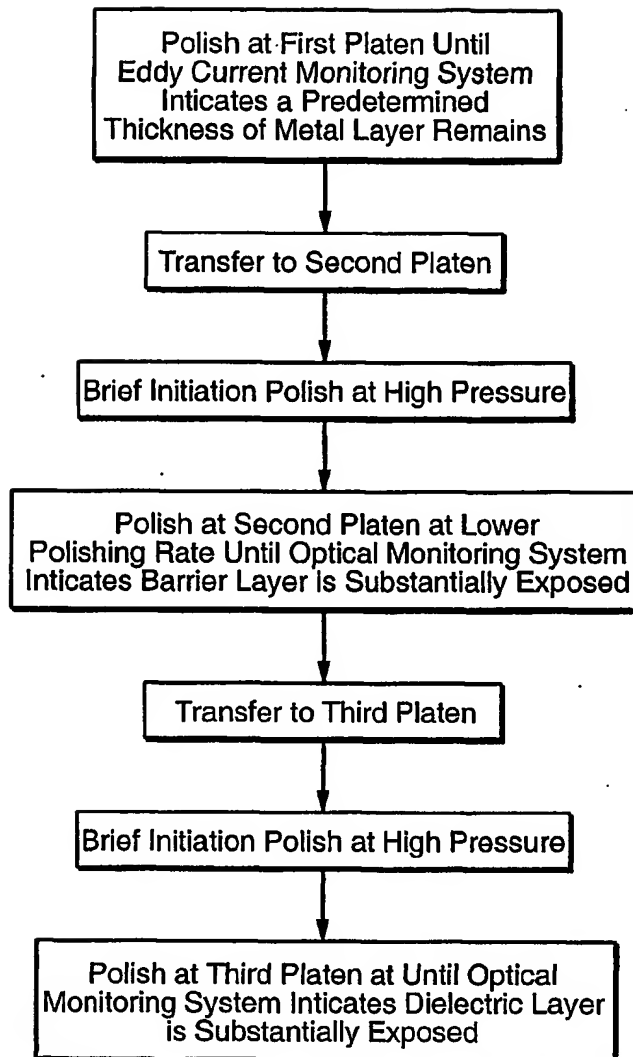 Polish at First Platen Until
Eddy Current Monitoring System
Inticates a Predetermined
Thickness of Metal Layer Remains
Transfer to Second Platen
Brief Initiation Polish at High Pressure
Polish at Second Platen at Lower
Polishing Rate Until Optical Monitoring System
Inticates Barrier Layer is Substantially Exposed
Transfer to Third Platen
Brief Initiation Polish at High Pressure
Polish at Third Platen at Until Optical
Monitoring System Inticates Dielectric Layer
is Substantially Exposed